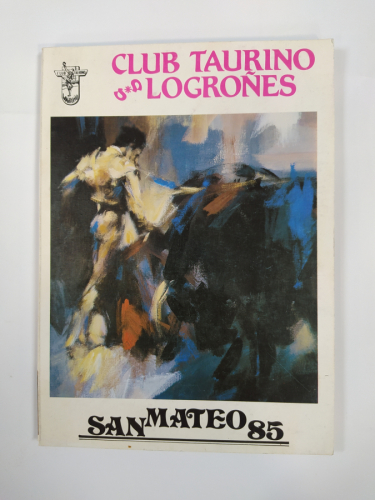 CLUB TAURINO
LOGROÑES
SAN MATEO 85